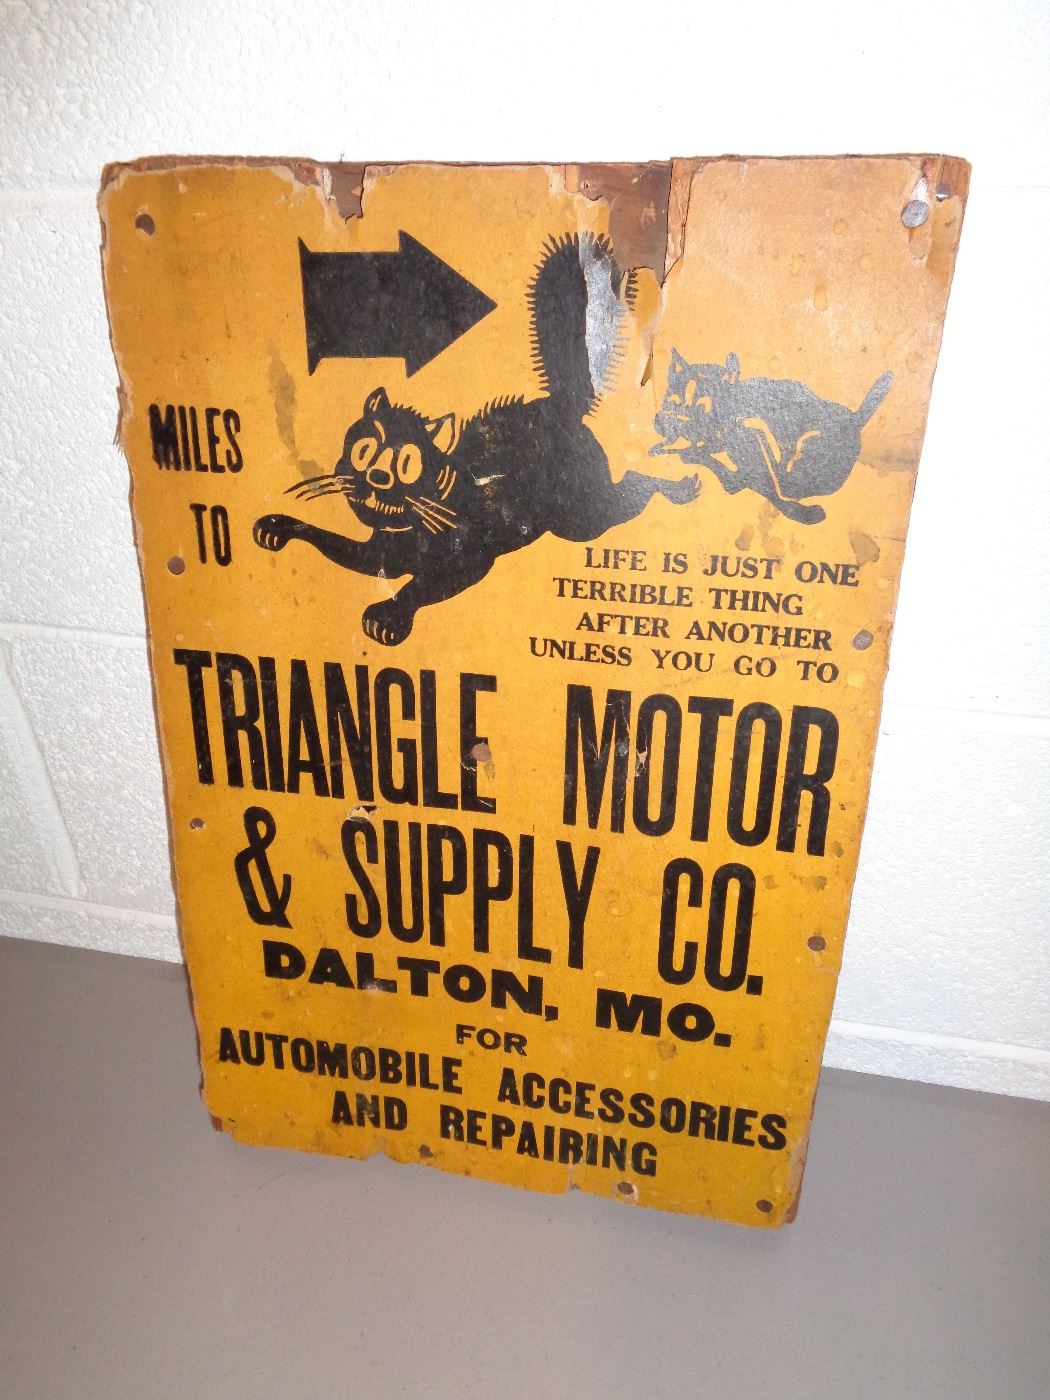 MILES
TO
LIFE IS JUST ONE
TERRIBLE THING
AFTER ANOTHER
UNLESS YOU GO TO
TRIANGLE MOTOR
& SUPPLY CO.
DALTON, MO.
FOR
AUTOMOBILE ACCESSORIES
AND REPAIRING